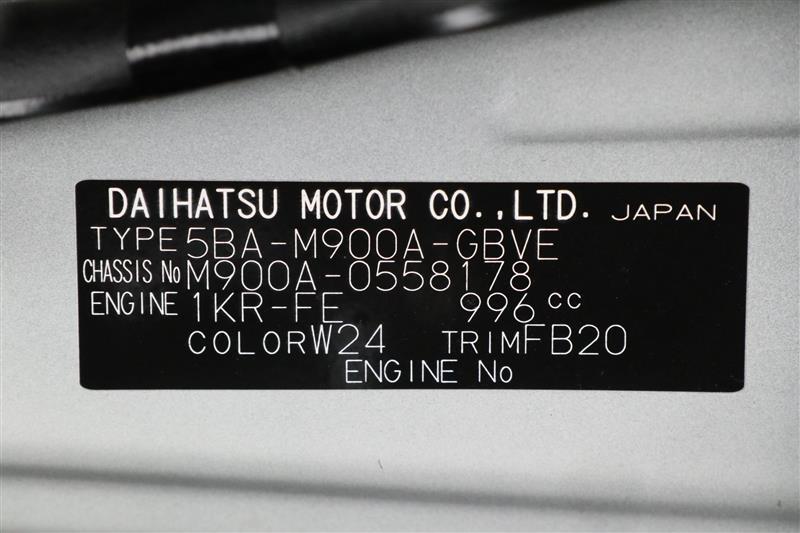 DAIHATSU MOTOR CO.,LTD. JAPAN
TYPE 5BA-M900A-GBVE
CHASSIS No M900A-0558178
ENGINE 1KR-FE 996 cc
COLOR W24 TRIM FB20
ENGINE No